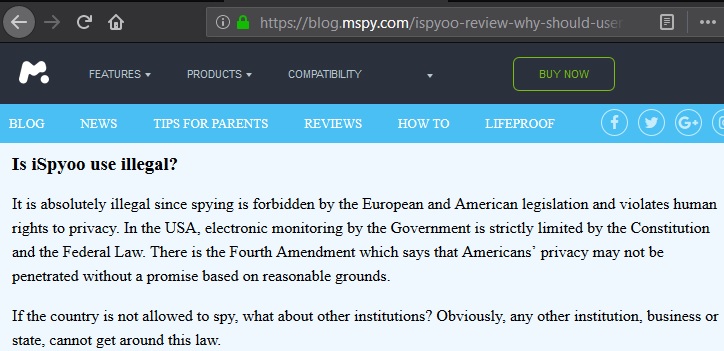 https://blog.mspy.com/ispyoo-review-why-should-user
FEATURES PRODUCTS COMPATIBILITY BUY NOW
BLOG NEWS TIPS FOR PARENTS REVIEWS HOW TO LIFEPROOF
Is iSpyoo use illegal?
It is absolutely illegal since spying is forbidden by the European and American legislation and violates human
rights to privacy. In the USA, electronic monitoring by the Government is strictly limited by the Constitution
and the Federal Law. There is the Fourth Amendment which says that Americans’ privacy may not be
penetrated without a promise based on reasonable grounds.
If the country is not allowed to spy, what about other institutions? Obviously, any other institution, business or
state, cannot get around this law.